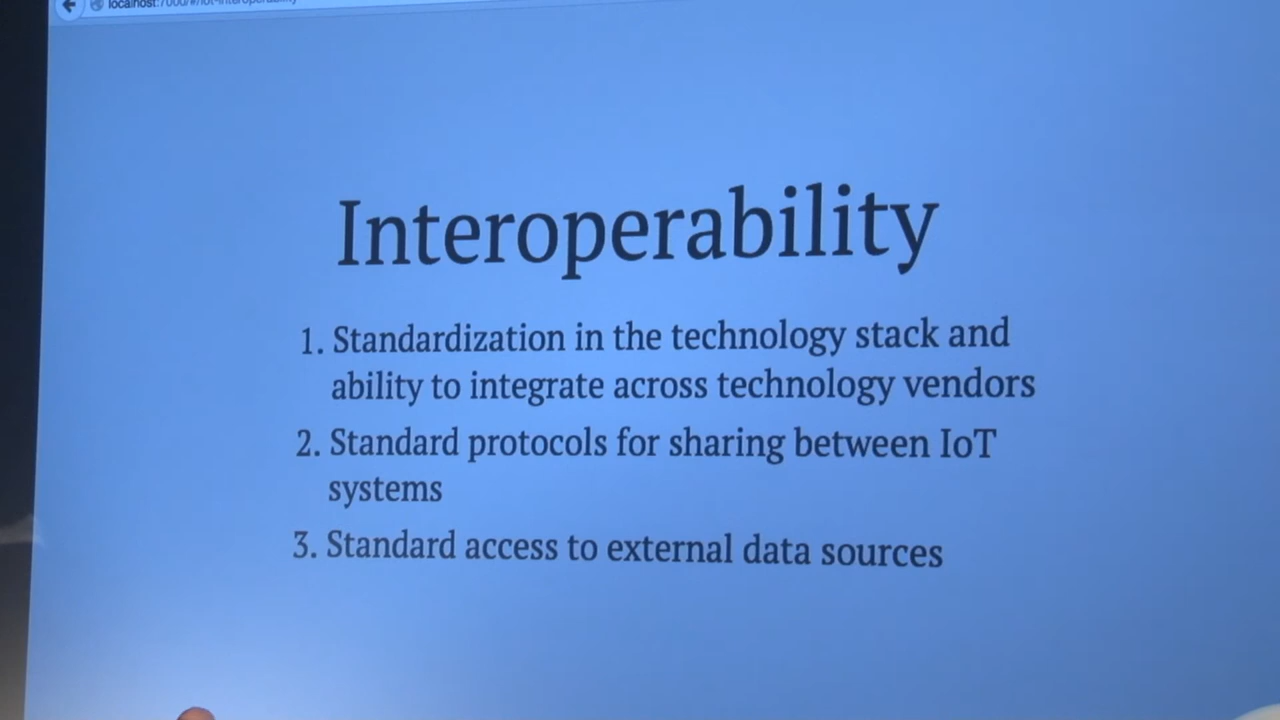 Interoperability
1. Standardization in the technology stack and
ability to integrate across technology vendors
2. Standard protocols for sharing between IoT
systems
3. Standard access to external data sources